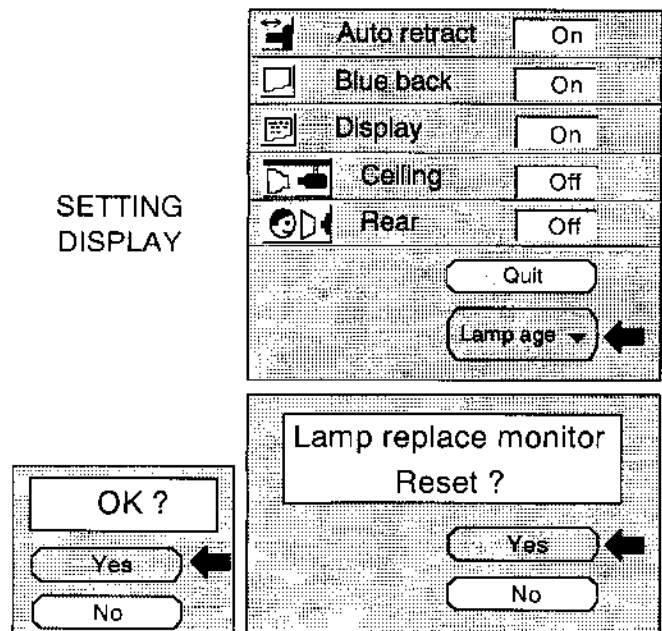 SETTING
DISPLAY
Auto retract On
Blue back On
Display On
Ceiling Off
Rear Off
Quit
Lamp age
Lamp replace monitor
Reset ?
Yes
No
OK ?
Yes
No